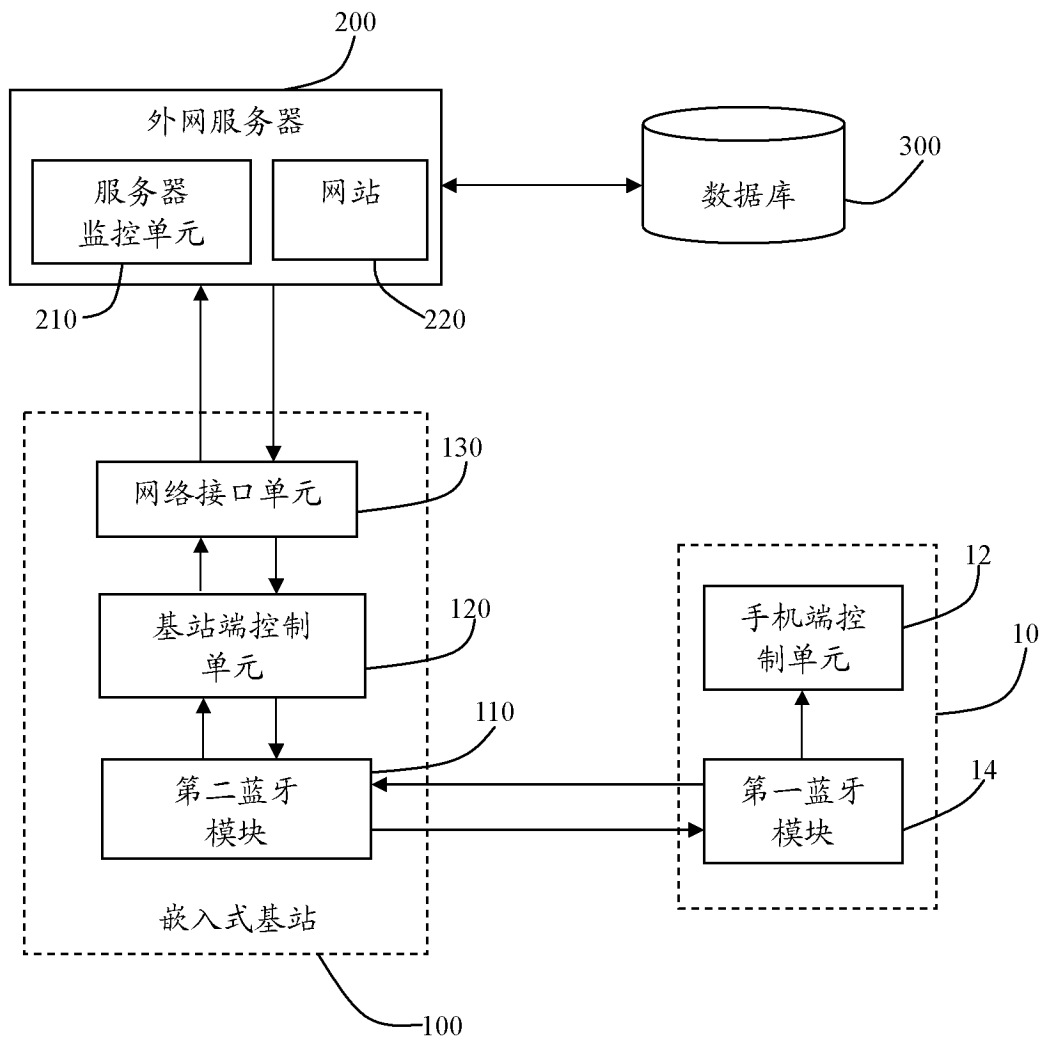 200
外网服务器
服务器
监控单元
网站
210
220
数据库
300
130
网络接口单元
基站端控制
单元
120
110
第二蓝牙
模块
嵌入式基站
100
12
手机端控
制单元
10
第一蓝牙
模块
14